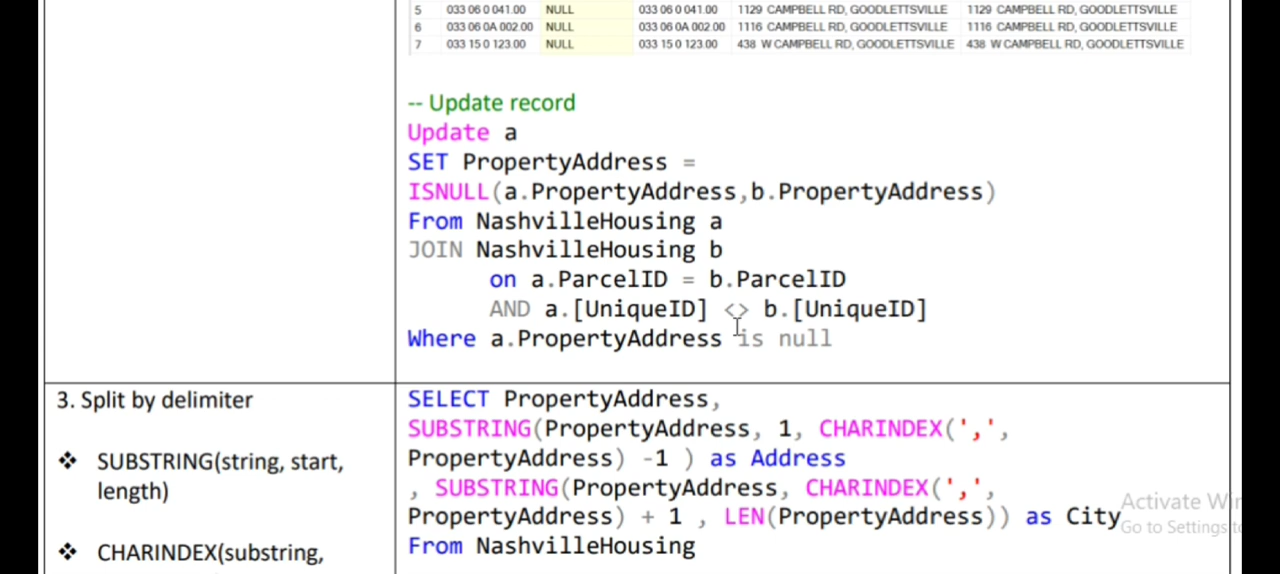 5 033 06 0 041.00 NULL 033 06 0 041.00 1129 CAMPBELL RD, GOODLETTSVILLE 1129 CAMPBELL RD, GOODLETTSVILLE
6 033 06 0A 002.00 NULL 033 06 0A 002.00 1116 CAMPBELL RD, GOODLETTSVILLE 1116 CAMPBELL RD, GOODLETTSVILLE
7 033 15 0 123.00 NULL 033 15 0 123.00 438 W CAMPBELL RD, GOODLETTSVILLE 438 W CAMPBELL RD, GOODLETTSVILLE
-- Update record
Update a
SET PropertyAddress =
ISNULL(a.PropertyAddress,b.PropertyAddress)
From NashvilleHousing a
JOIN NashvilleHousing b
on a.ParcelID = b.ParcelID
AND a.[UniqueID] <> b.[UniqueID]
Where a.PropertyAddress is null
3. Split by delimiter
❖ SUBSTRING(string, start,
length)
❖ CHARINDEX(substring,
SELECT PropertyAddress,
SUBSTRING(PropertyAddress, 1, CHARINDEX(',',
PropertyAddress) -1 ) as Address
, SUBSTRING(PropertyAddress, CHARINDEX(',',
PropertyAddress) + 1 , LEN(PropertyAddress)) as City
From NashvilleHousing
Activate Wi
Go to Settings t